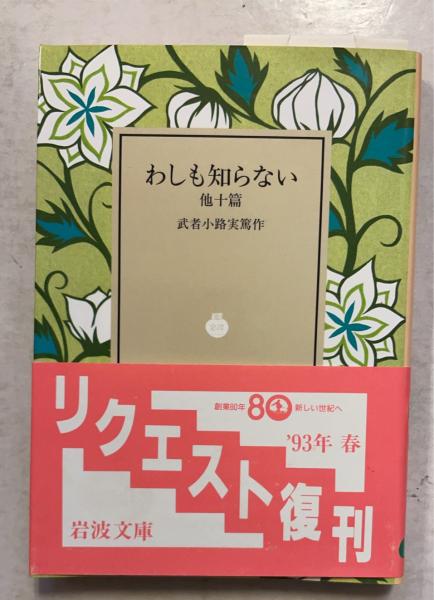 わしも知らない
他十篇
武者小路実篤作
創業80年 80 新しい世紀へ
'93年 春
リクエスト復刊
岩波文庫